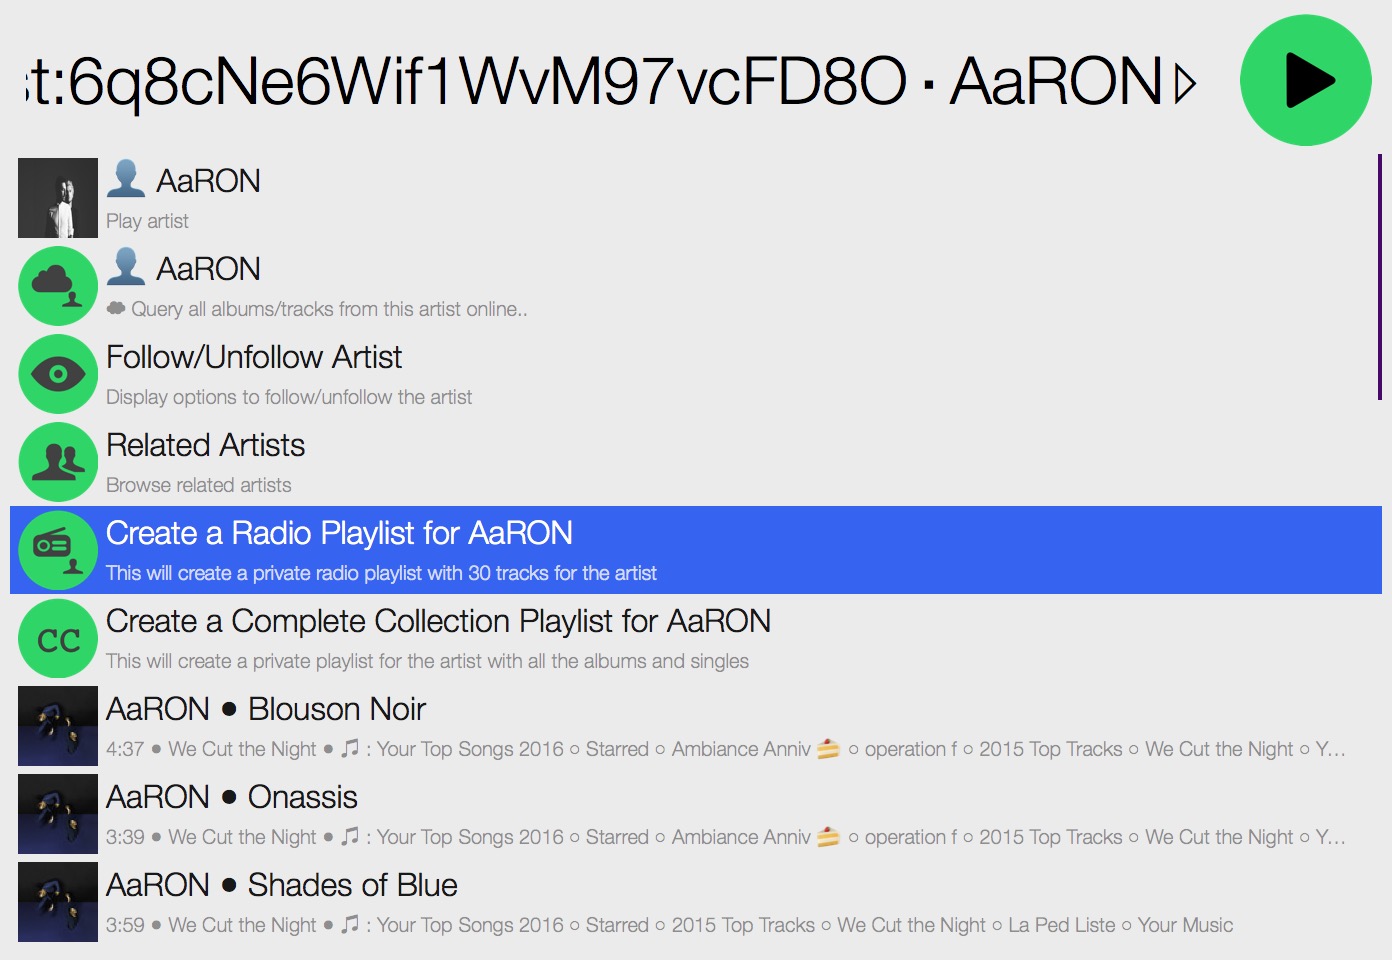 t:6q8cNe6Wif1WvM97vcFD8O · AaRON ▷
👤 AaRON
Play artist
👤 AaRON
☁ Query all albums/tracks from this artist online..
Follow/Unfollow Artist
Display options to follow/unfollow the artist
Related Artists
Browse related artists
Create a Radio Playlist for AaRON
This will create a private radio playlist with 30 tracks for the artist
CC
Create a Complete Collection Playlist for AaRON
This will create a private playlist for the artist with all the albums and singles
AaRON ● Blouson Noir
4:37 ● We Cut the Night ● 🎵 : Your Top Songs 2016 ○ Starred ○ Ambiance Anniv 🍰 ○ operation f ○ 2015 Top Tracks ○ We Cut the Night ○ Y…
AaRON ● Onassis
3:39 ● We Cut the Night ● 🎵 : Your Top Songs 2016 ○ Starred ○ Ambiance Anniv 🍰 ○ operation f ○ 2015 Top Tracks ○ We Cut the Night ○ Y…
AaRON ● Shades of Blue
3:59 ● We Cut the Night ● 🎵 : Your Top Songs 2016 ○ Starred ○ 2015 Top Tracks ○ We Cut the Night ○ La Ped Liste ○ Your Music